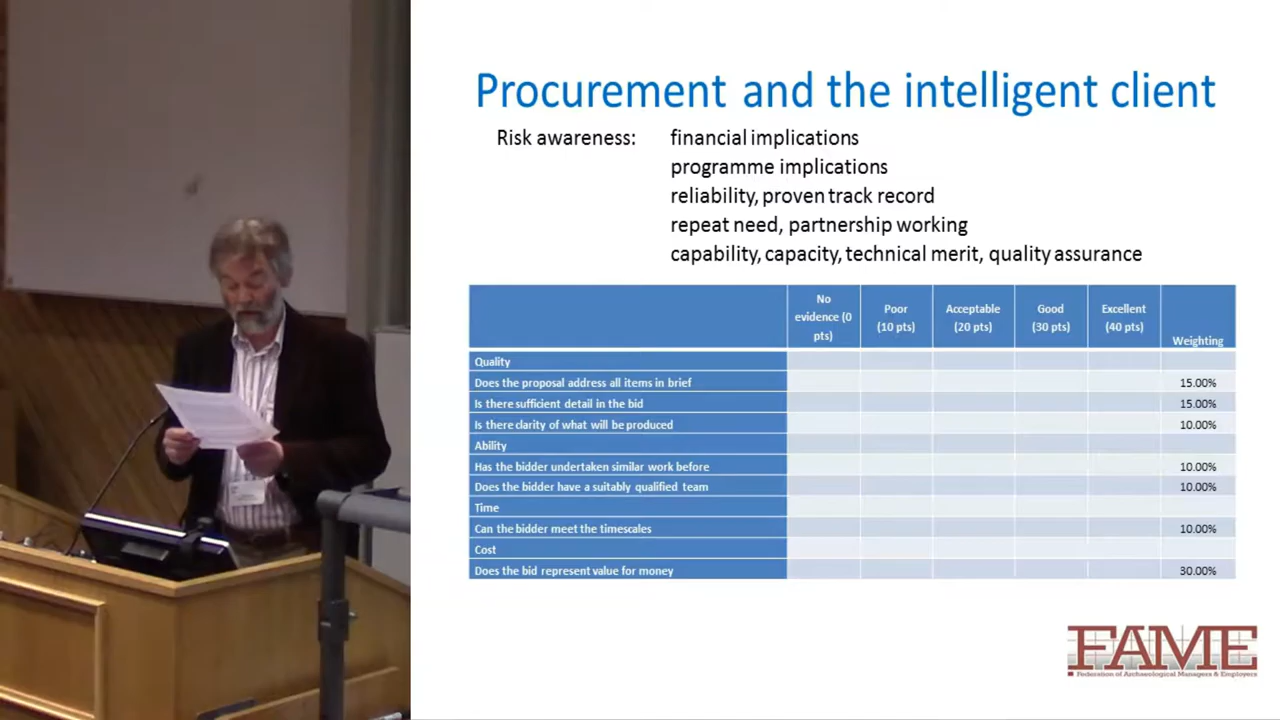 Procurement and the intelligent client
Risk awareness: financial implications
programme implications
reliability, proven track record
repeat need, partnership working
capability, capacity, technical merit, quality assurance
No evidence (0 pts) Poor (10 pts) Acceptable (20 pts) Good (30 pts) Excellent (40 pts) Weighting
Quality
Does the proposal address all items in brief 15.00%
Is there sufficient detail in the bid 15.00%
Is there clarity of what will be produced 10.00%
Ability
Has the bidder undertaken similar work before 10.00%
Does the bidder have a suitably qualified team 10.00%
Time
Can the bidder meet the timescales 10.00%
Cost
Does the bid represent value for money 30.00%
FAME
Federation of Archaeological Managers & Employers